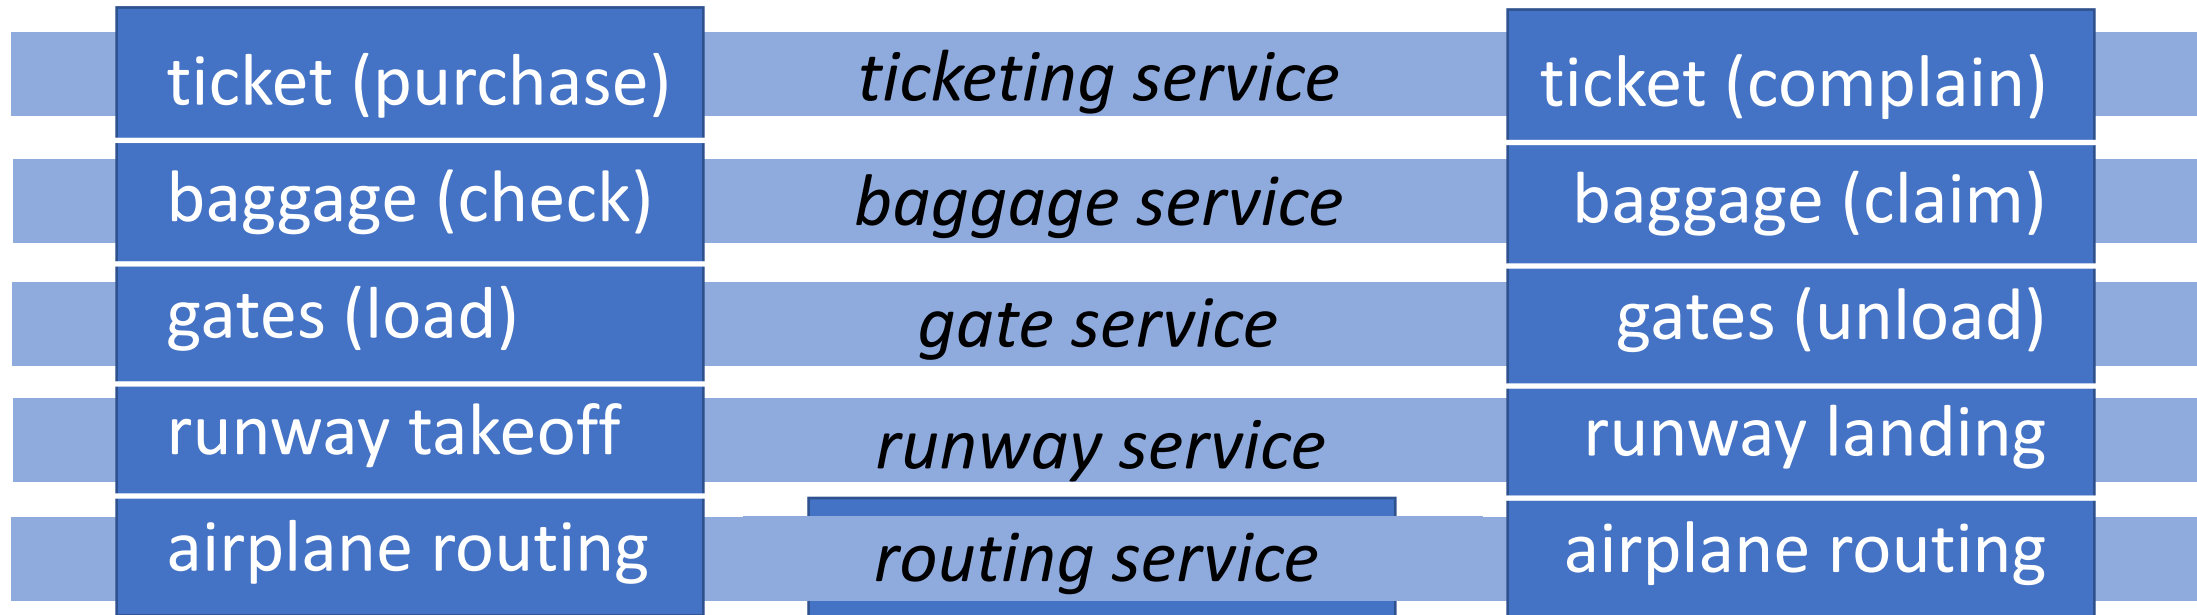 ticket (purchase) ticketing service ticket (complain)
baggage (check) baggage service baggage (claim)
gates (load) gate service gates (unload)
runway takeoff runway service runway landing
airplane routing routing service airplane routing